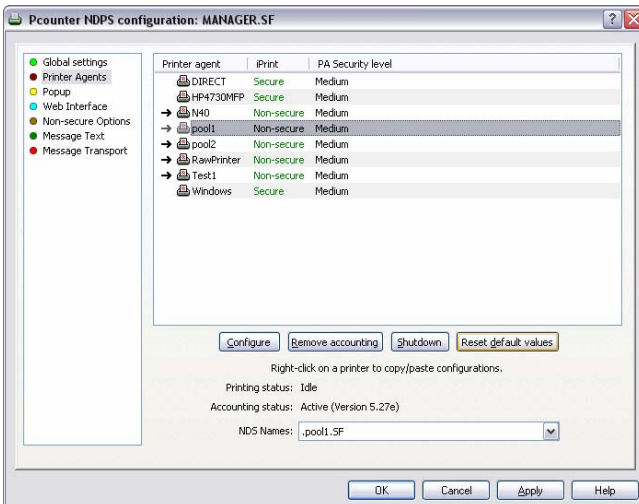 Pcounter NDPS configuration: MANAGER.SF
Global settings
Printer Agents
Popup
Web Interface
Non-secure Options
Message Text
Message Transport
Printer agent iPrint PA Security level
DIRECT Secure Medium
HP4730MFP Secure Medium
N40 Non-secure Medium
pool1 Non-secure Medium
pool2 Non-secure Medium
RawPrinter Non-secure Medium
Test1 Non-secure Medium
Windows Secure Medium
Configure Remove accounting Shutdown Reset default values
Right-click on a printer to copy/paste configurations.
Printing status: Idle
Accounting status: Active (Version 5.27e)
NDS Names: .pool1.SF
OK Cancel Apply Help